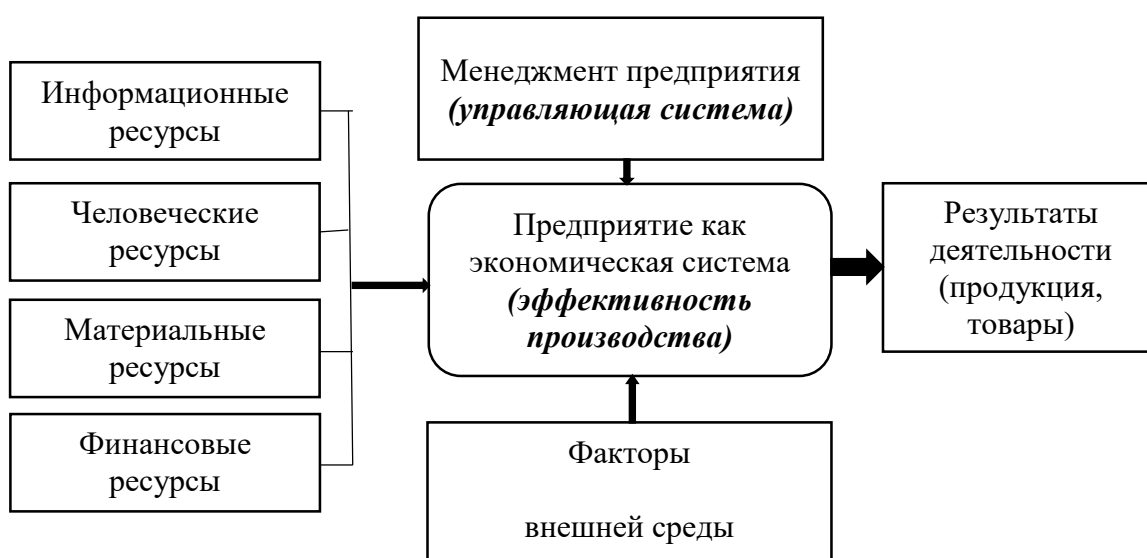 Информационные
ресурсы
Человеческие
ресурсы
Материальные
ресурсы
Финансовые
ресурсы
Менеджмент предприятия
(управляющая система)
Предприятие как
экономическая система
(эффективность
производства)
Факторы
внешней среды
Результаты
деятельности
(продукция,
товары)